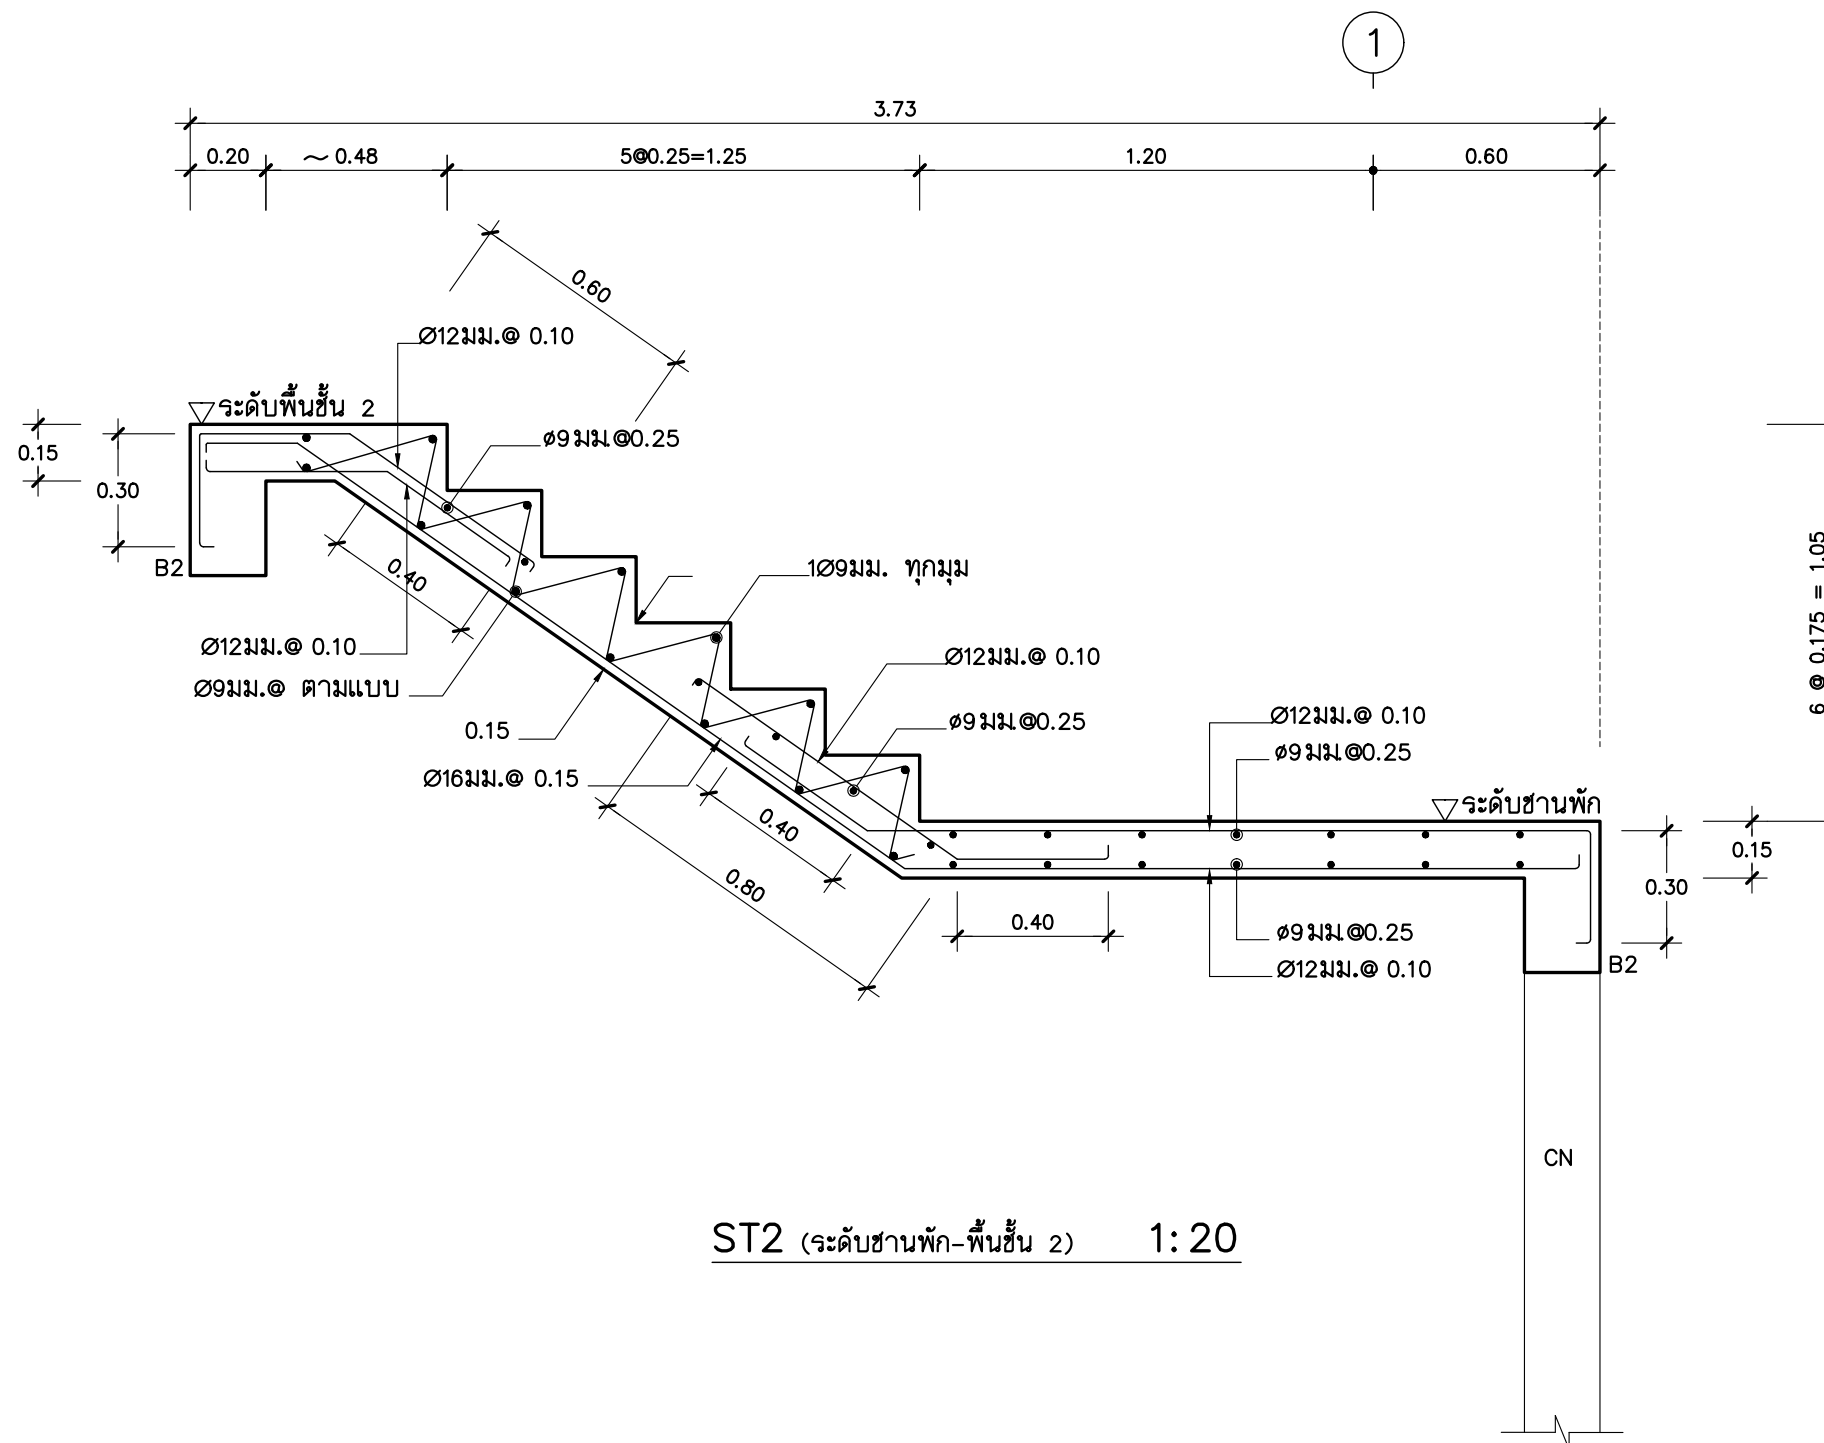 1
3.73
0.20
~ 0.48
5@0.25=1.25
1.20
0.60
0.60
Ø12มม.@ 0.10
ระดับพื้นชั้น 2
ø9มม.@0.25
0.15
0.30
B2
0.40
1Ø9มม. ทุกมุม
Ø12มม.@ 0.10
Ø12มม.@ 0.10
Ø9มม.@ ตามแบบ
0.15
ø9มม.@0.25
Ø12มม.@ 0.10
ø9มม.@0.25
Ø16มม.@ 0.15
0.40
ระดับชานพัก
0.80
0.15
0.30
0.40
ø9มม.@0.25
Ø12มม.@ 0.10
B2
6 @ 0.175 = 1.05
CN
ST2 (ระดับชานพัก-พื้นชั้น 2) 1:20